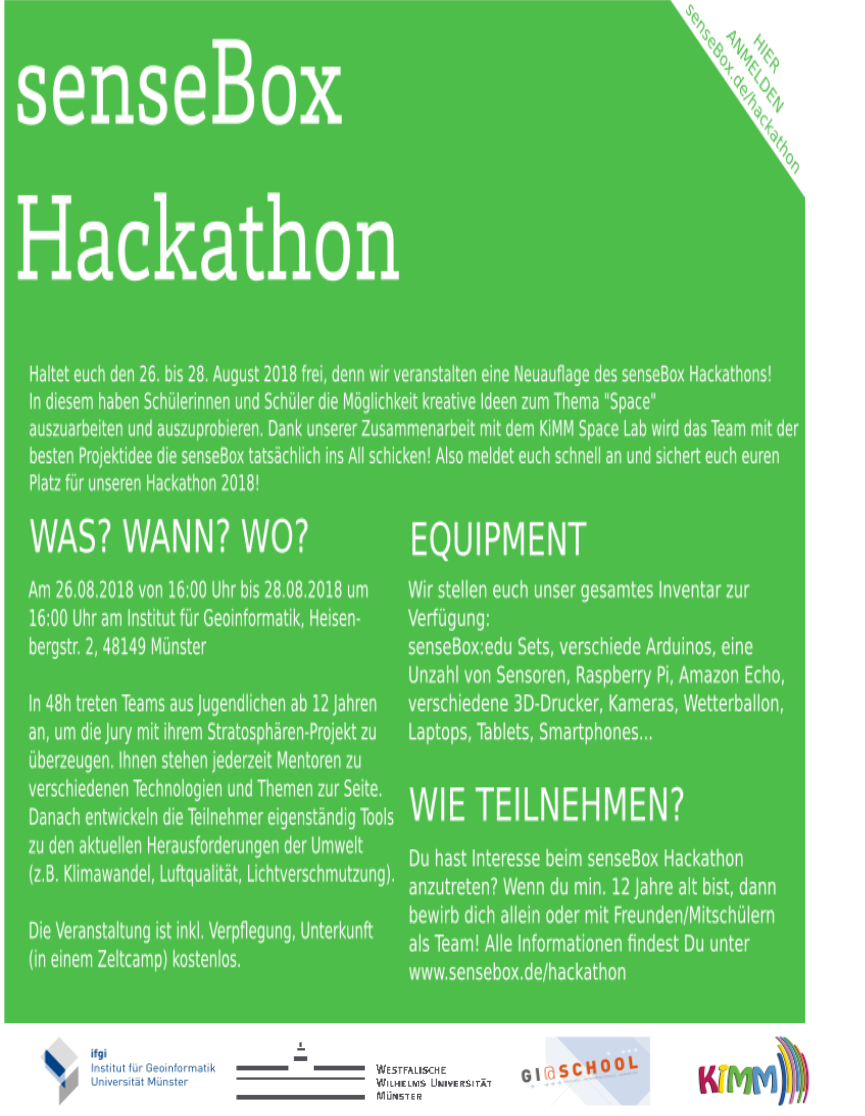 senseBox
Hackathon
HIER
ANMELDEN
senseBox.de/hackathon
Haltet euch den 26. bis 28. August 2018 frei, denn wir veranstalten eine Neuauflage des senseBox Hackathons!
In diesem haben Schülerinnen und Schüler die Möglichkeit kreative Ideen zum Thema "Space"
auszuarbeiten und auszuprobieren. Dank unserer Zusammenarbeit mit dem KiMM Space Lab wird das Team mit der
besten Projektidee die senseBox tatsächlich ins All schicken! Also meldet euch schnell an und sichert euch euren
Platz für unseren Hackathon 2018!
WAS? WANN? WO?
Am 26.08.2018 von 16:00 Uhr bis 28.08.2018 um
16:00 Uhr am Institut für Geoinformatik, Heisen-
bergstr. 2, 48149 Münster
In 48h treten Teams aus Jugendlichen ab 12 Jahren
an, um die Jury mit ihrem Stratosphären-Projekt zu
überzeugen. Ihnen stehen jederzeit Mentoren zu
verschiedenen Technologien und Themen zur Seite.
Danach entwickeln die Teilnehmer eigenständig Tools
zu den aktuellen Herausforderungen der Umwelt
(z.B. Klimawandel, Luftqualität, Lichtverschmutzung).
Die Veranstaltung ist inkl. Verpflegung, Unterkunft
(in einem Zeltcamp) kostenlos.
EQUIPMENT
Wir stellen euch unser gesamtes Inventar zur
Verfügung:
senseBox:edu Sets, verschiede Arduinos, eine
Unzahl von Sensoren, Raspberry Pi, Amazon Echo,
verschiedene 3D-Drucker, Kameras, Wetterballon,
Laptops, Tablets, Smartphones...
WIE TEILNEHMEN?
Du hast Interesse beim senseBox Hackathon
anzutreten? Wenn du min. 12 Jahre alt bist, dann
bewirb dich allein oder mit Freunden/Mitschülern
als Team! Alle Informationen findest Du unter
www.sensebox.de/hackathon
ifgi
Institut für Geoinformatik
Universität Münster
WESTFÄLISCHE
WILHELMS UNIVERSITÄT
MÜNSTER
GI@SCHOOL
KiMM